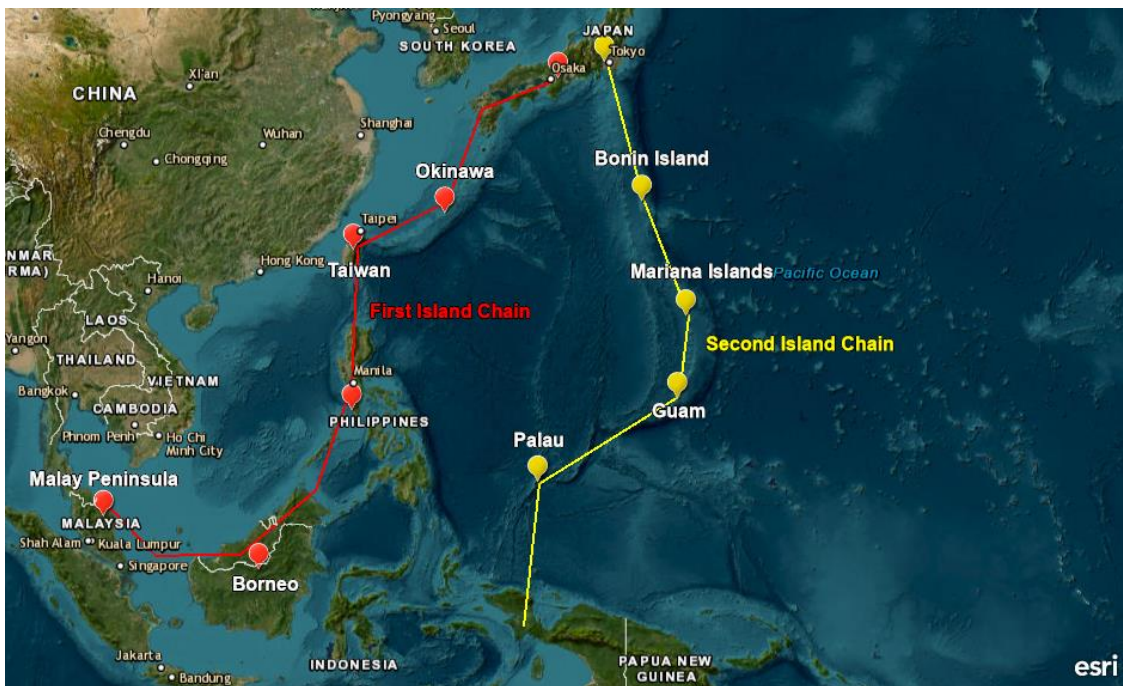 Pyongyang
Seoul
SOUTH KOREA
JAPAN
Tokyo
Osaka
Xi'an
CHINA
Shanghai
Chengdu
Wuhan
Chongqing
Bonin Island
Okinawa
Taipei
Taiwan
Hong Kong
NMAR
RMA)
Hanoi
Mariana Islands
Pacific Ocean
LAOS
First Island Chain
Yangon
THAILAND
VIETNAM
Second Island Chain
Manila
Bangkok
CAMBODIA
Guam
PHILIPPINES
Phnom Penh
Ho Chi
Minh City
Palau
Malay Peninsula
MALAYSIA
Shah Alam
Kuala Lumpur
Singapore
Borneo
Jakarta
Bandung
INDONESIA
PAPUA NEW
GUINEA
esri